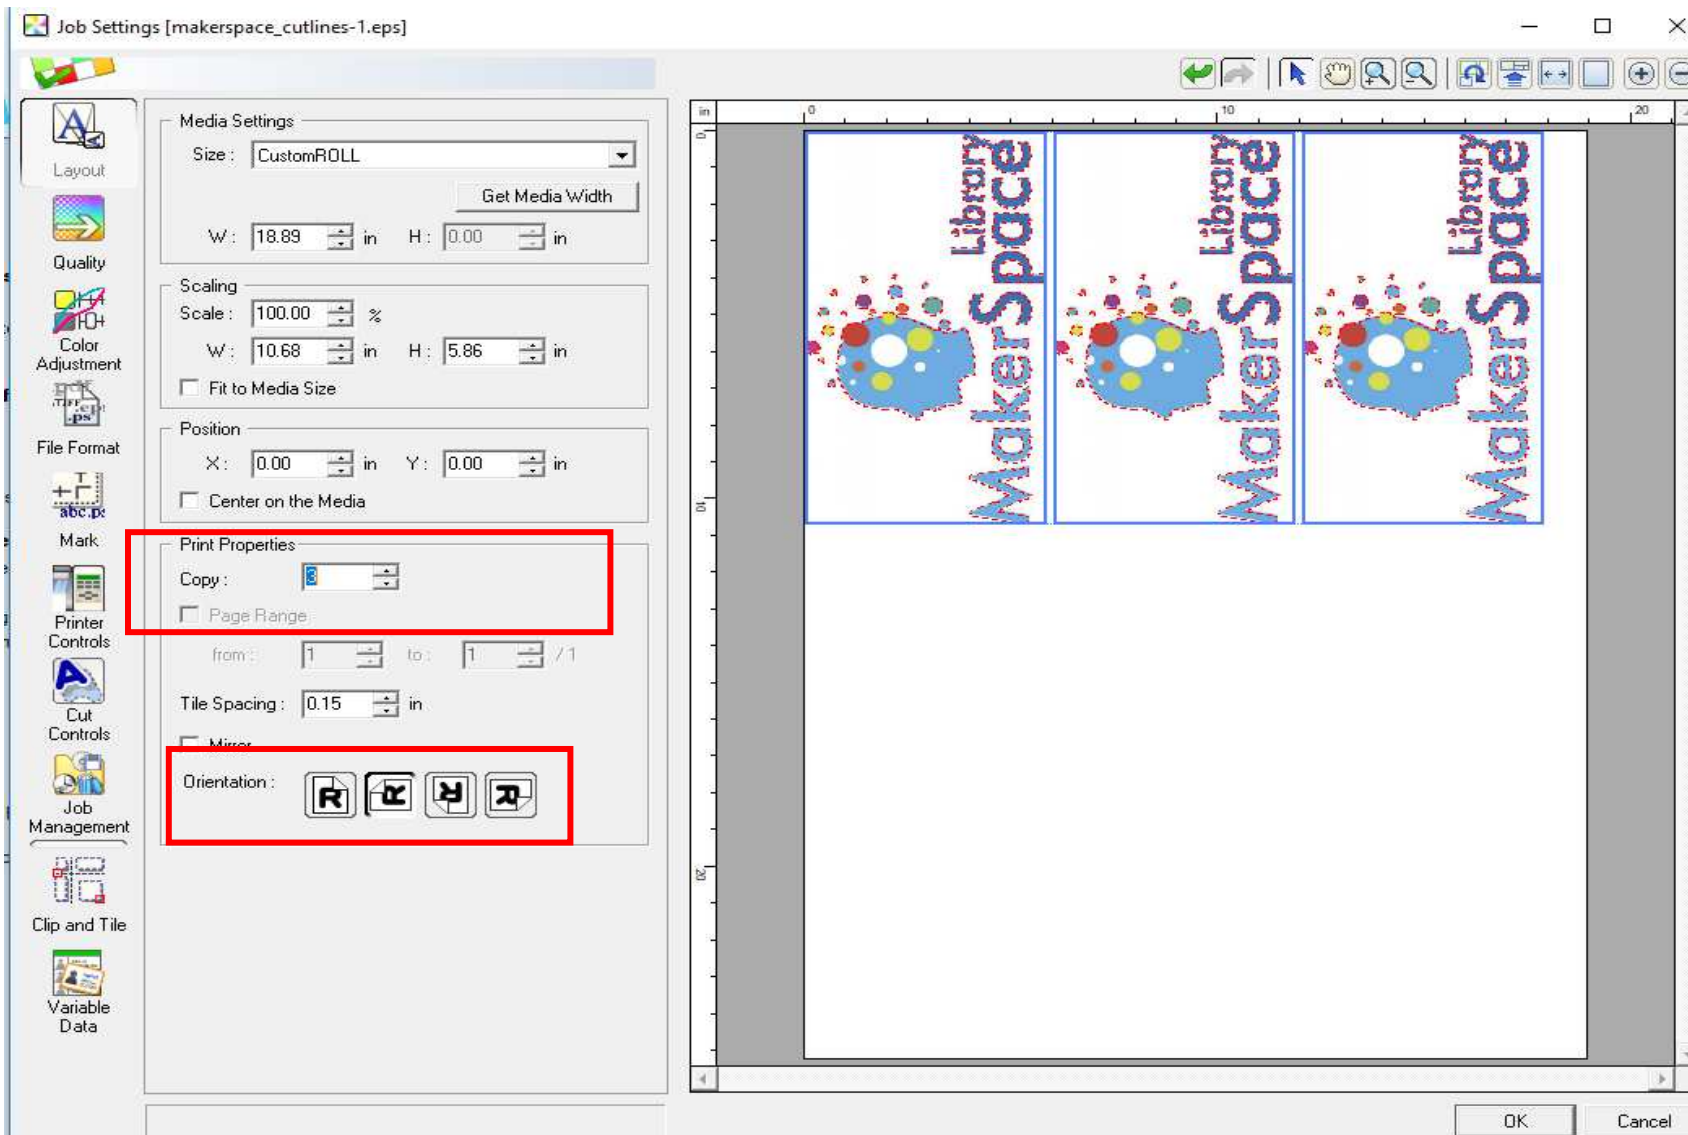 Job Settings [makerspace_cutlines-1.eps]
Layout
Quality
Color
Adjustment
File Format
Mark
Printer
Controls
Cut
Controls
Job
Management
Clip and Tile
Variable
Data
Media Settings
Size : CustomROLL
Get Media Width
W : 18.89 in H : 0.00 in
Scaling
Scale : 100.00 %
W : 10.68 in H : 5.86 in
Fit to Media Size
Position
X : 0.00 in Y : 0.00 in
Center on the Media
Print Properties
Copy : 3
Page Range
from : 1 to : 1 / 1
Tile Spacing : 0.15 in
Mirror
Orientation : R R R R
in 0 10 20
0
10
20
Library
MakerSpace
Library
MakerSpace
Library
MakerSpace
OK Cancel